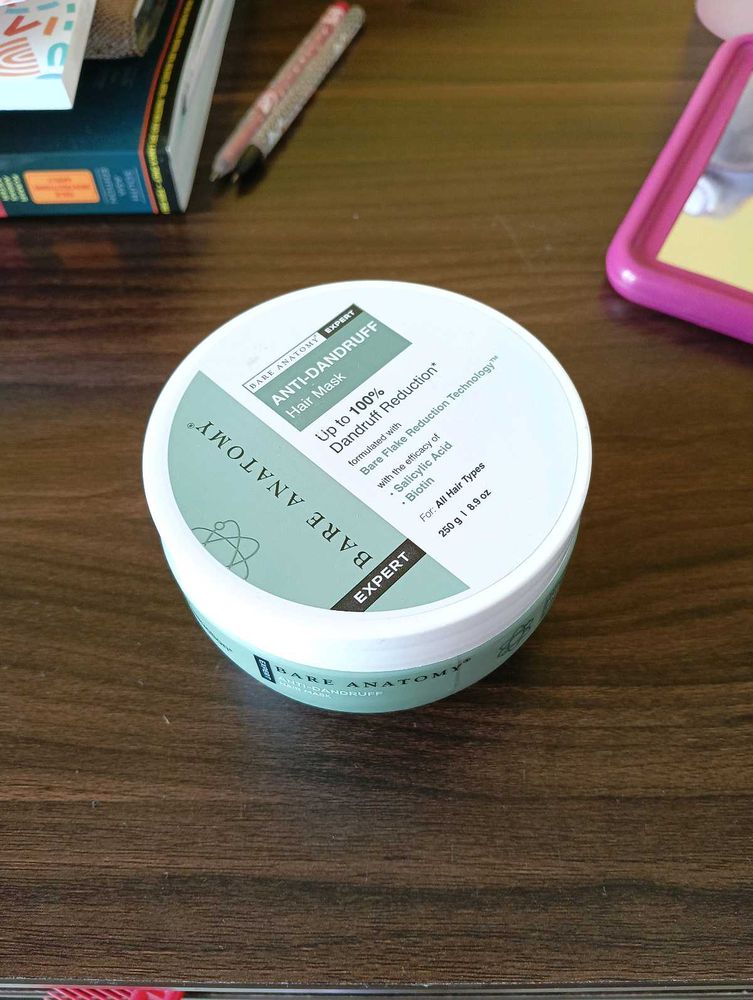 BARE ANATOMY® EXPERT
ANTI-DANDRUFF
Hair Mask
Up to 100%
Dandruff Reduction*
formulated with
Bare Flake Reduction Technology™
with the efficacy of
• Salicylic Acid
• Biotin
For: All Hair Types
250 g | 8.9 oz
BARE ANATOMY®
EXPERT
BARE ANATOMY®
ANTI-DANDRUFF
HAIR MASK